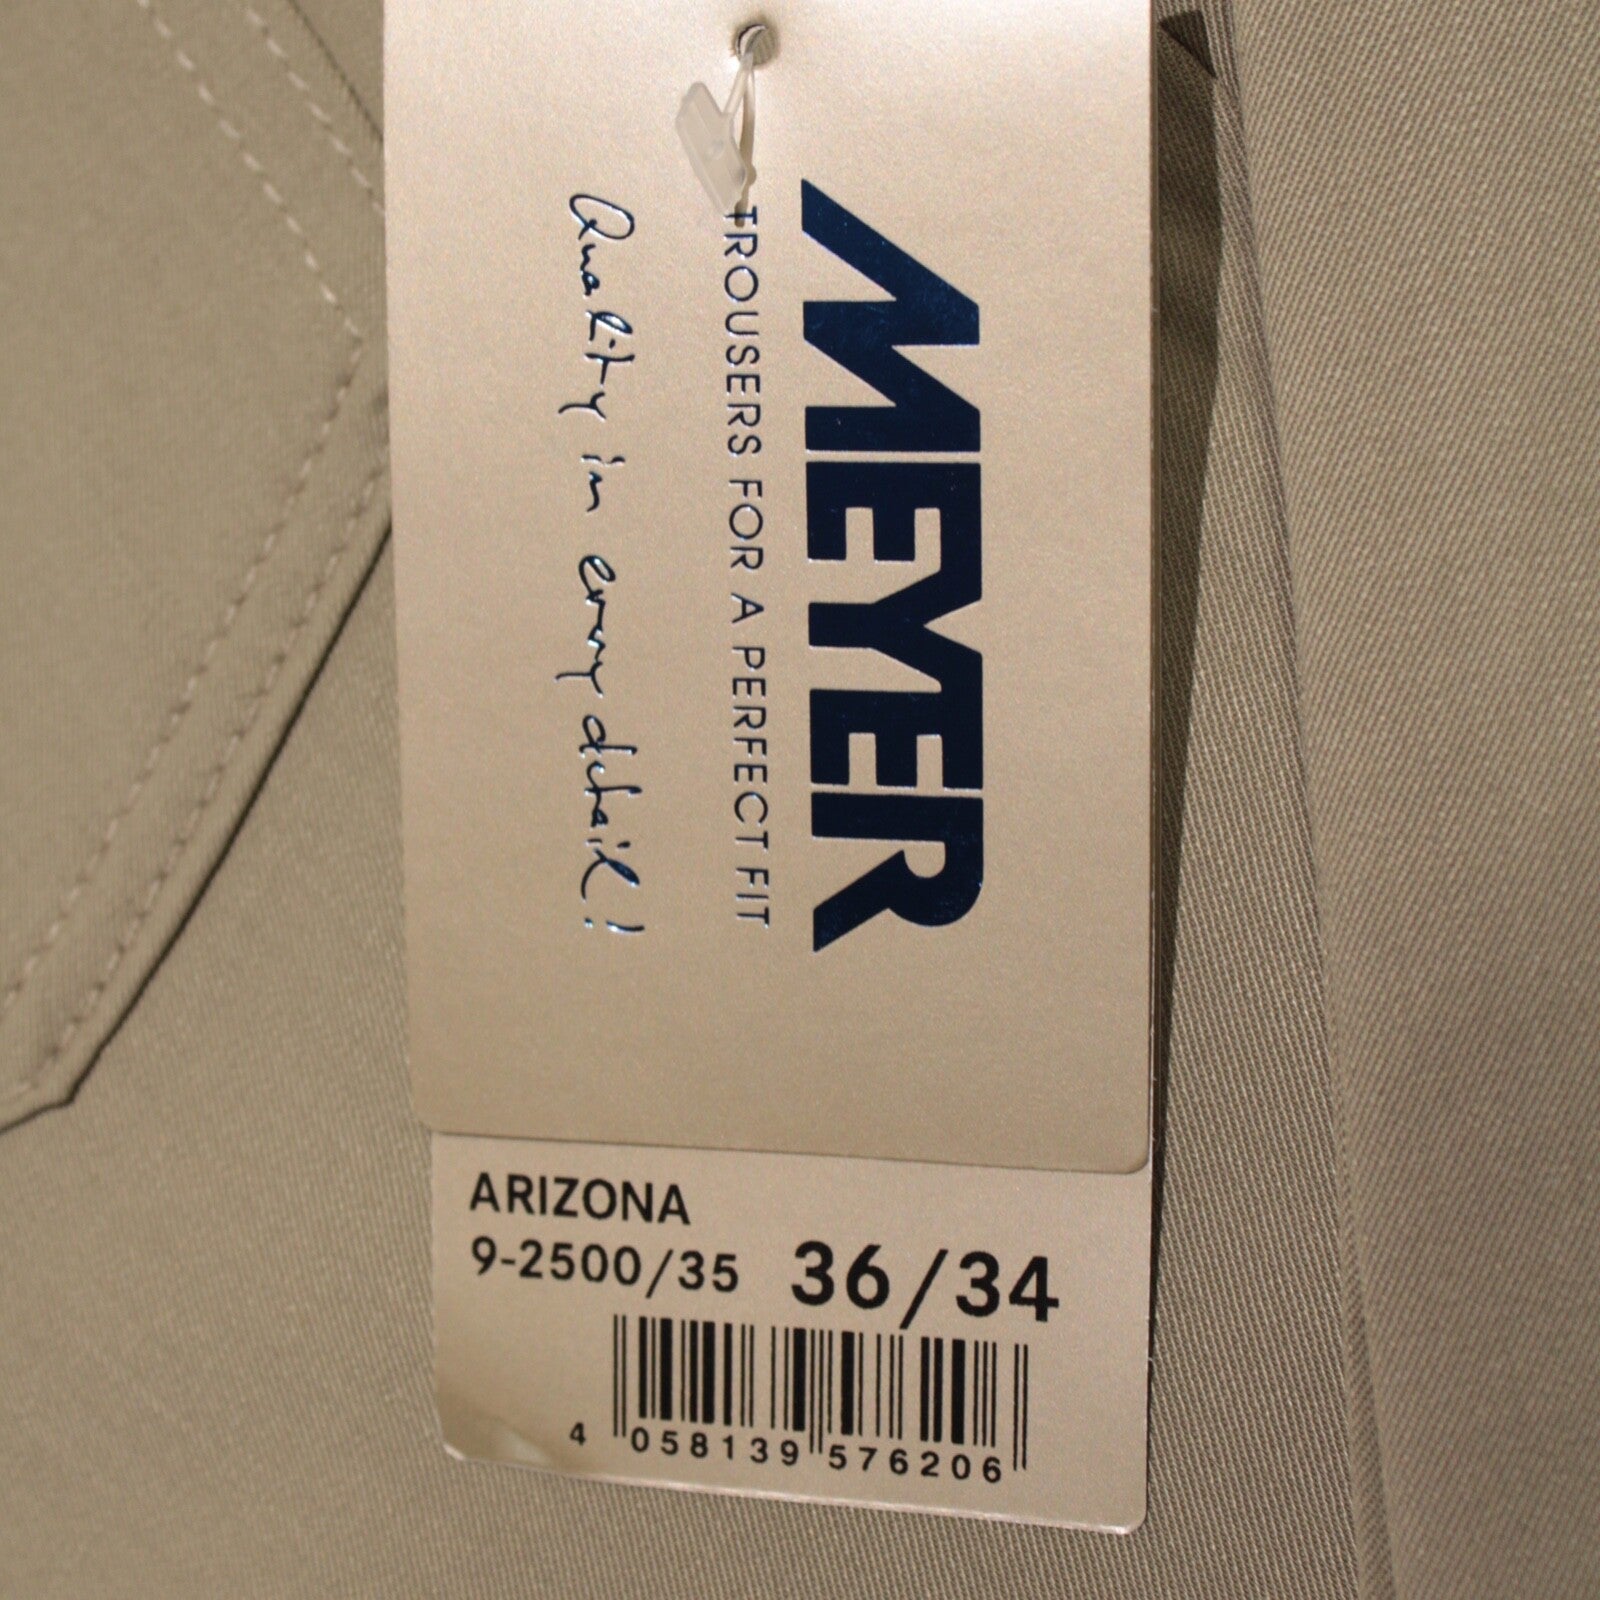 MEYER
TROUSERS FOR A PERFECT FIT
Quality in every detail!
ARIZONA
9-2500/35 36/34
4 058139 576206